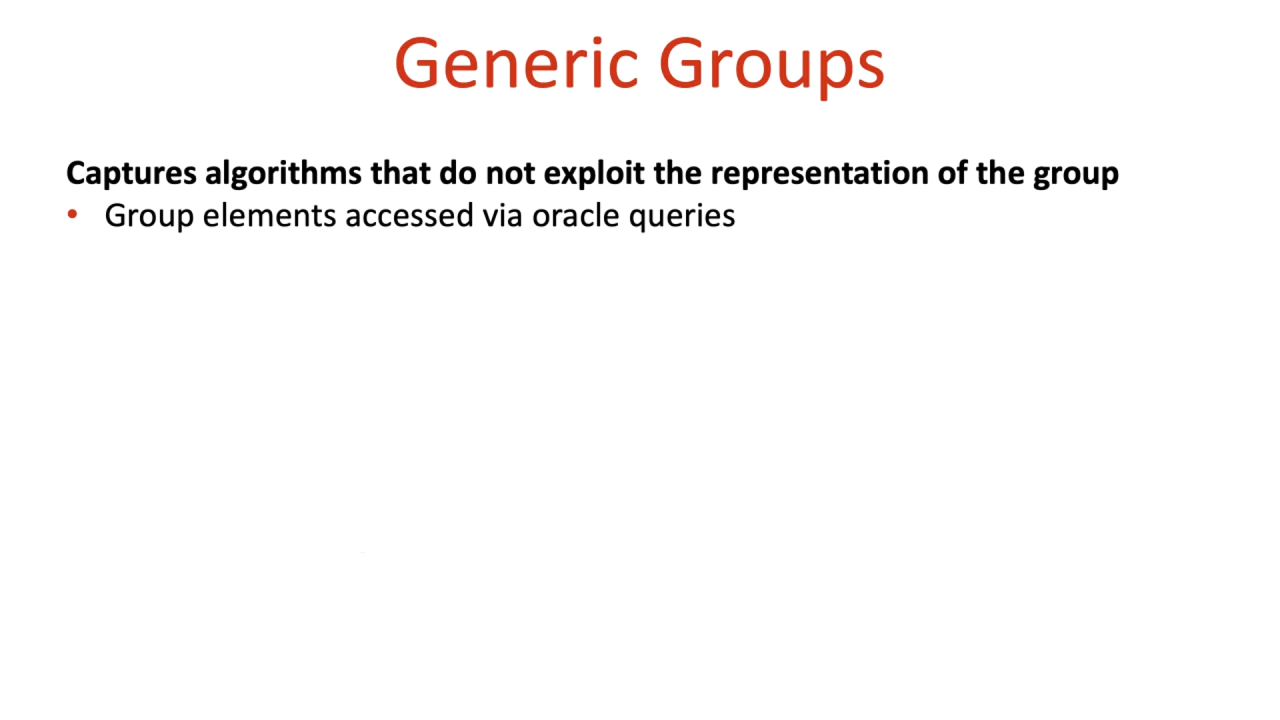 Generic Groups
Captures algorithms that do not exploit the representation of the group
• Group elements accessed via oracle queries